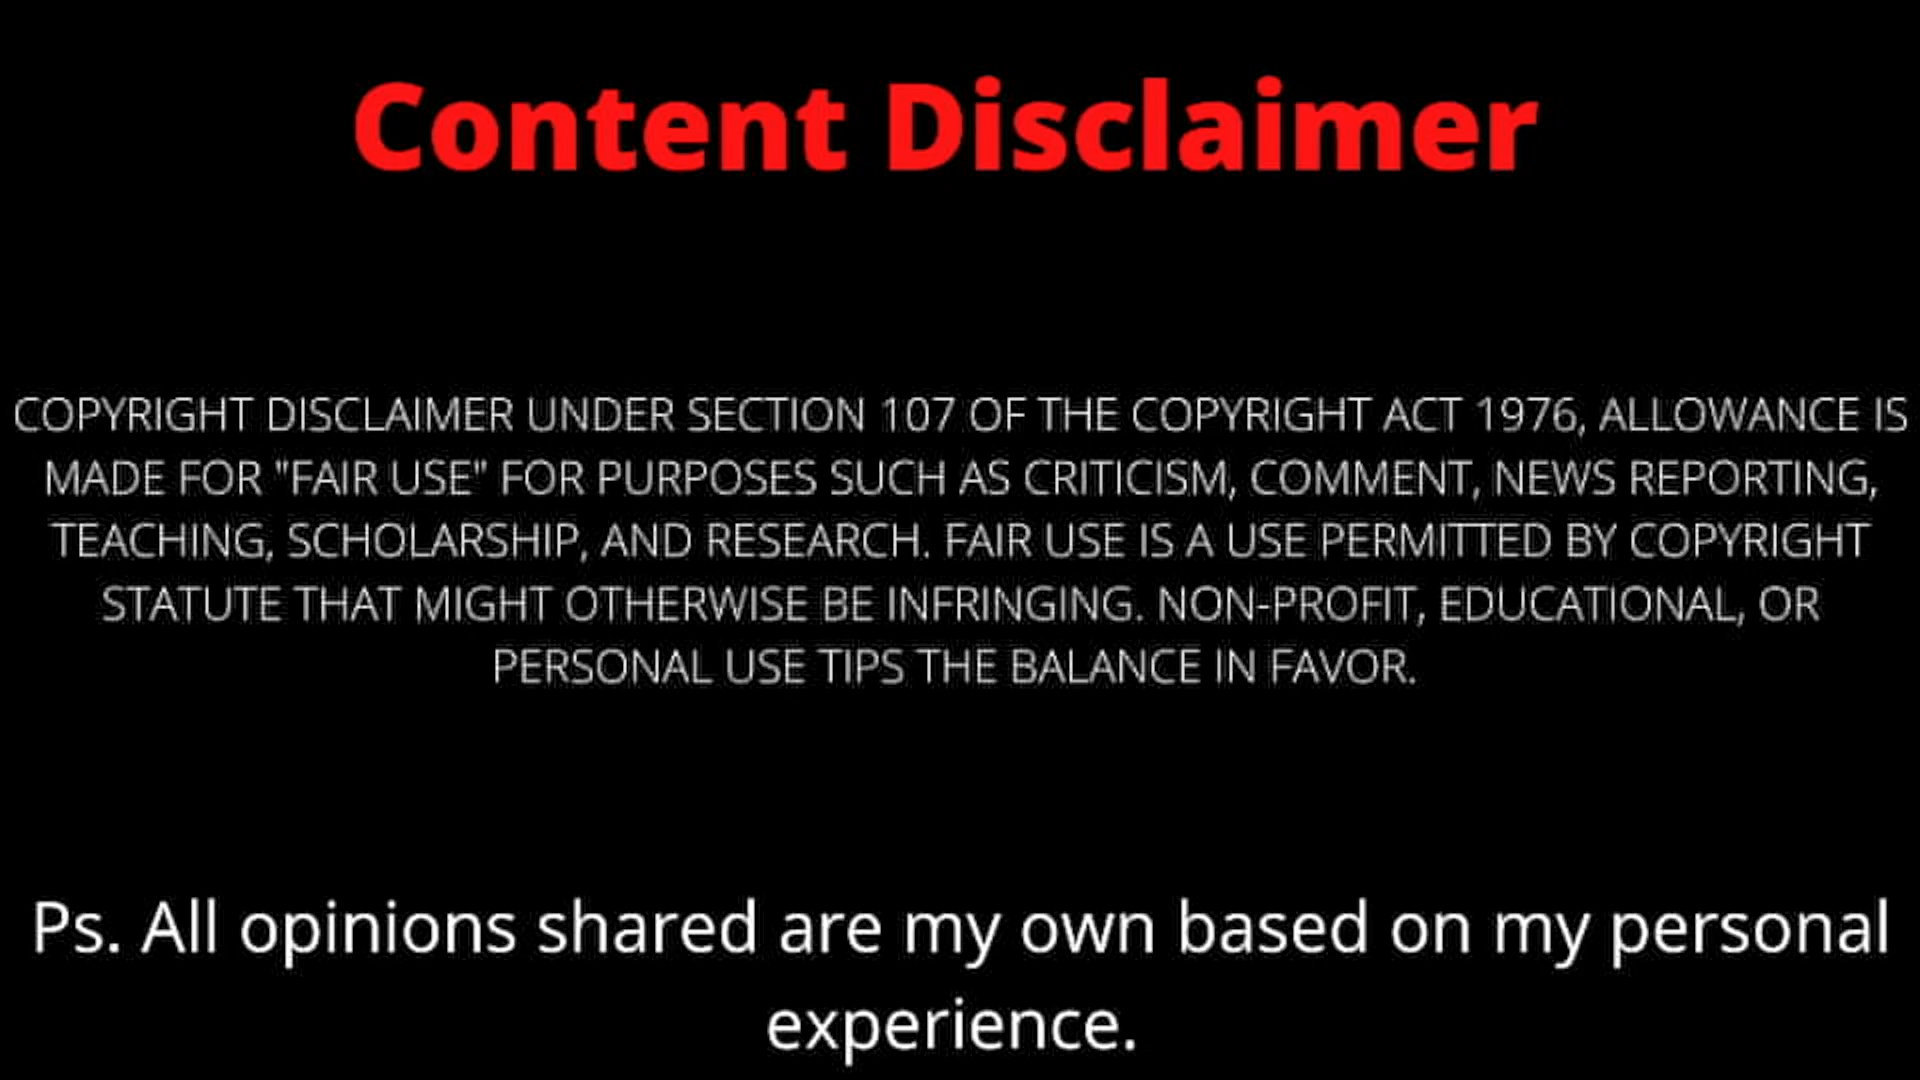 Content Disclaimer
COPYRIGHT DISCLAIMER UNDER SECTION 107 OF THE COPYRIGHT ACT 1976, ALLOWANCE IS
MADE FOR "FAIR USE" FOR PURPOSES SUCH AS CRITICISM, COMMENT, NEWS REPORTING,
TEACHING, SCHOLARSHIP, AND RESEARCH. FAIR USE IS A USE PERMITTED BY COPYRIGHT
STATUTE THAT MIGHT OTHERWISE BE INFRINGING. NON-PROFIT, EDUCATIONAL, OR
PERSONAL USE TIPS THE BALANCE IN FAVOR.
Ps. All opinions shared are my own based on my personal
experience.